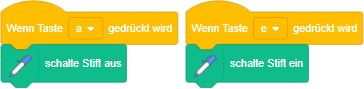 Wenn Taste a gedrückt wird
schalte Stift aus
Wenn Taste e gedrückt wird
schalte Stift ein